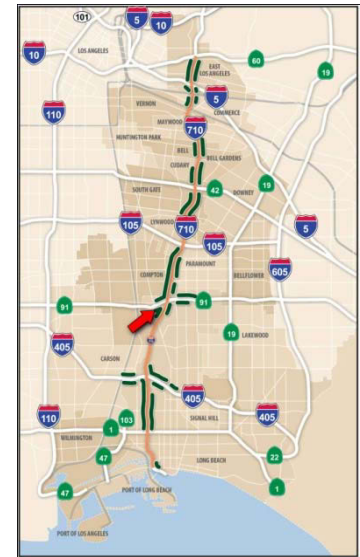 101
5
10
10
5
10
LOS ANGELES
EAST
LOS ANGELES
60
19
VERNON
5
COMMERCE
110
MAYWOOD
710
HUNTINGTON PARK
BELL
CUDAHY
BELL GARDENS
19
SOUTH GATE
42
DOWNEY
105
LYNWOOD
710
105
5
PARAMOUNT
COMPTON
BELLFLOWER
605
91
91
19
LAKEWOOD
405
CARSON
405
405
SIGNAL HILL
110
103
1
WILMINGTON
47
22
LONG BEACH
1
47
PORT OF LONG BEACH
PORT OF LOS ANGELES